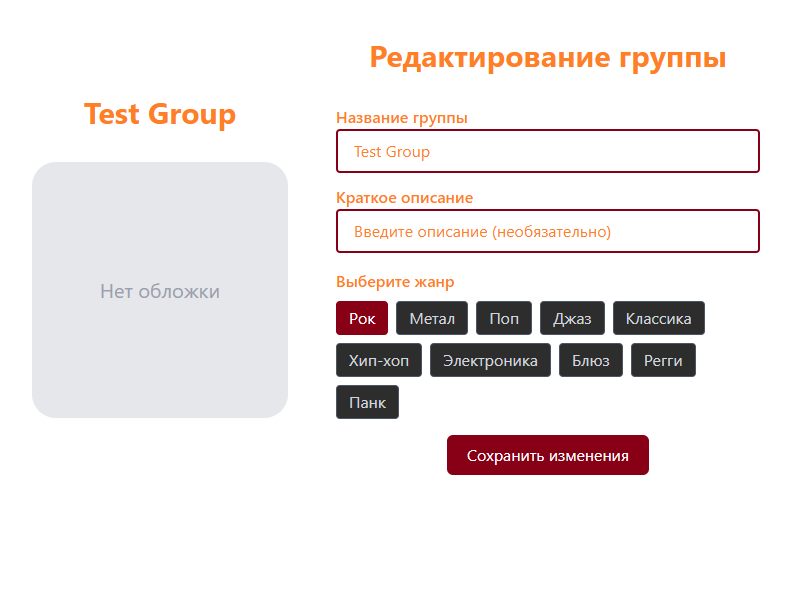 Test Group
Нет обложки
Редактирование группы
Название группы
Test Group
Краткое описание
Введите описание (необязательно)
Выберите жанр
Рок Метал Поп Джаз Классика
Хип-хоп Электроника Блюз Регги
Панк
Сохранить изменения